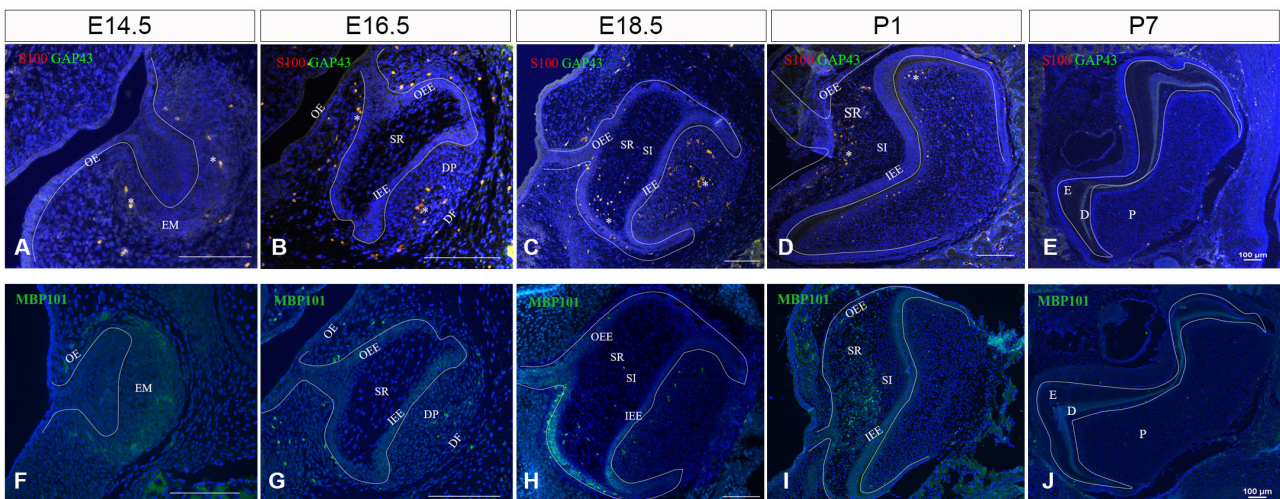 E14.5
E16.5
E18.5
P1
P7
S100 GAP43
OE
*
*
EM
A
S100 GAP43
OE
OEE
*
SR
DP
IEE
*
DF
B
S100 GAP43
OEE
SR
SI
IEE
*
*
C
S100 GAP43
OEE
*
SR
*
SI
IEE
D
S100 GAP43
E
D
P
E
100 µm
MBP101
OE
EM
F
MBP101
OE
OEE
SR
IEE
DP
DF
G
MBP101
OEE
SR
SI
IEE
H
MBP101
OEE
SR
SI
IEE
I
MBP101
E
D
P
J
100 µm